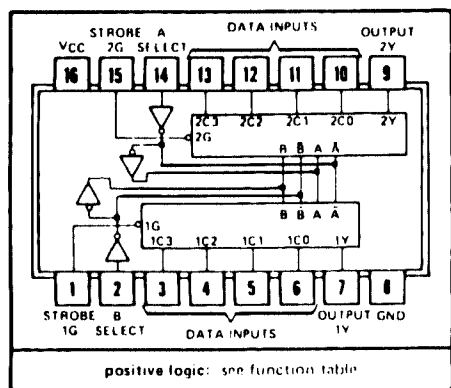 DATA INPUTS
STROBE A OUTPUT
VCC 2G SELECT 2Y
16 15 14 13 12 11 10 9
2C3 2C2 2C1 2C0 2Y
2G
B B̄ A Ā
B B̄ A Ā
1G
1C3 1C2 1C1 1C0 1Y
1 2 3 4 5 6 7 8
STROBE B OUTPUT GND
1G SELECT DATA INPUTS 1Y
positive logic: see function table